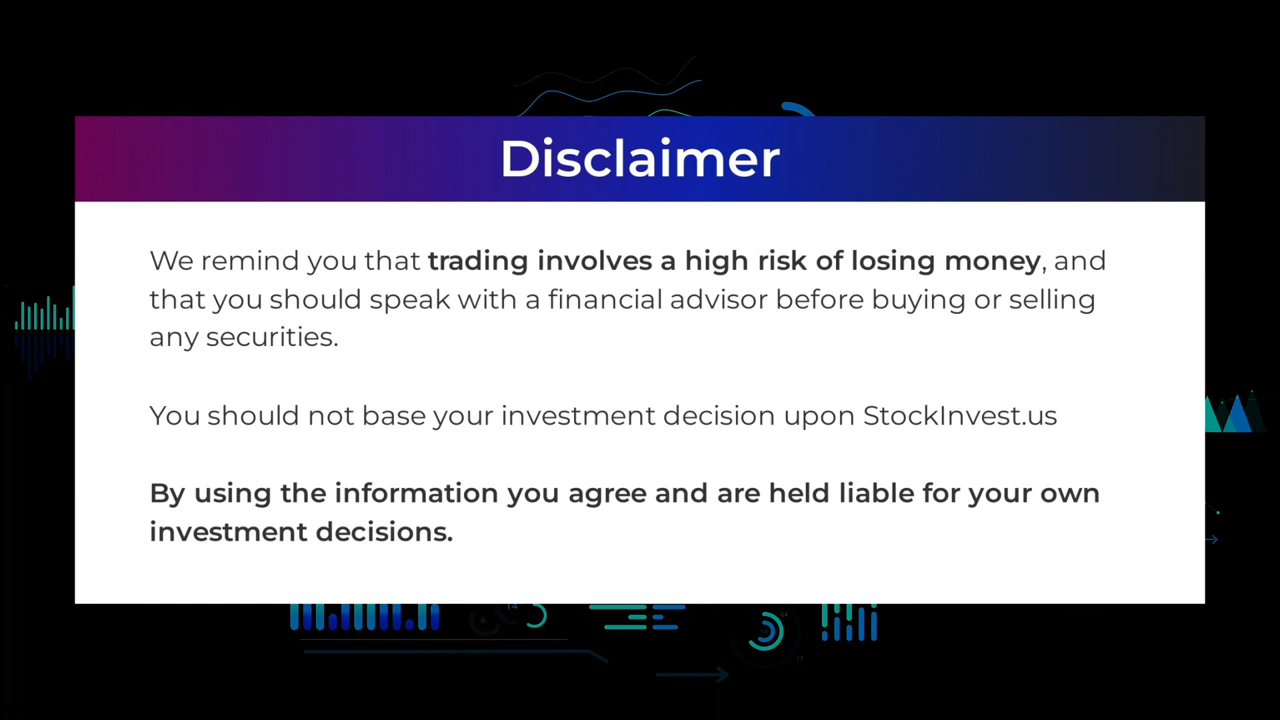 Disclaimer
We remind you that trading involves a high risk of losing money, and
that you should speak with a financial advisor before buying or selling
any securities.
You should not base your investment decision upon StockInvest.us
By using the information you agree and are held liable for your own
investment decisions.